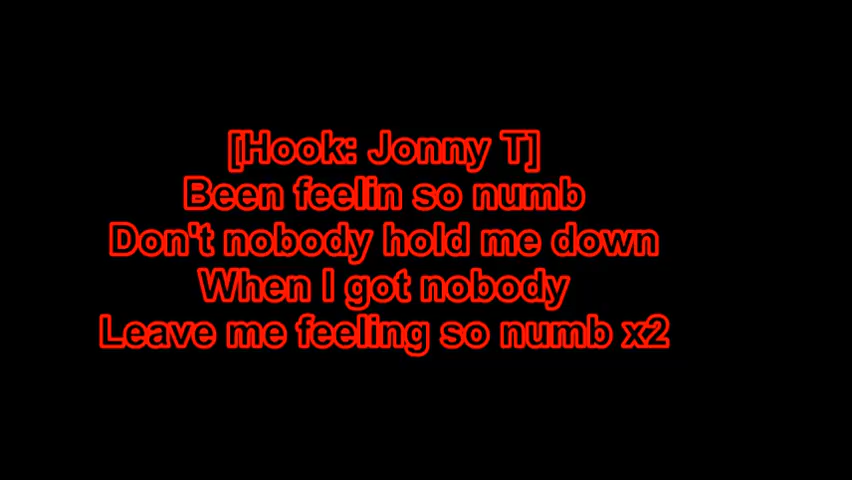 [Hook: Jonny T]
Been feelin so numb
Don't nobody hold me down
When I got nobody
Leave me feeling so numb x2